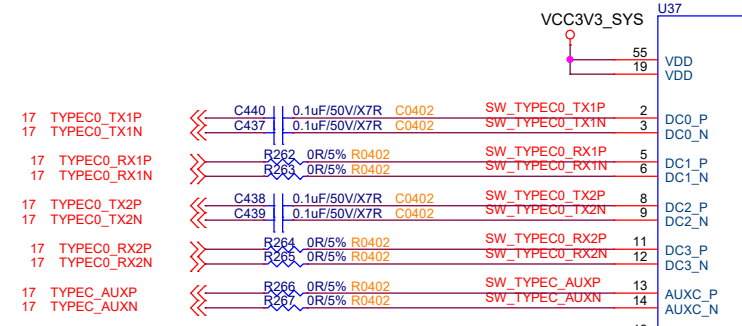 U37
VCC3V3_SYS
55 VDD
19 VDD
17 TYPEC0_TX1P C440 0.1uF/50V/X7R C0402 SW_TYPEC0_TX1P 2 DC0_P
17 TYPEC0_TX1N C437 0.1uF/50V/X7R C0402 SW_TYPEC0_TX1N 3 DC0_N
17 TYPEC0_RX1P R262 0R/5% R0402 SW_TYPEC0_RX1P 5 DC1_P
17 TYPEC0_RX1N R263 0R/5% R0402 SW_TYPEC0_RX1N 6 DC1_N
17 TYPEC0_TX2P C438 0.1uF/50V/X7R C0402 SW_TYPEC0_TX2P 8 DC2_P
17 TYPEC0_TX2N C439 0.1uF/50V/X7R C0402 SW_TYPEC0_TX2N 9 DC2_N
17 TYPEC0_RX2P R264 0R/5% R0402 SW_TYPEC0_RX2P 11 DC3_P
17 TYPEC0_RX2N R265 0R/5% R0402 SW_TYPEC0_RX2N 12 DC3_N
17 TYPEC_AUXP R266 0R/5% R0402 SW_TYPEC_AUXP 13 AUXC_P
17 TYPEC_AUXN R267 0R/5% R0402 SW_TYPEC_AUXN 14 AUXC_N